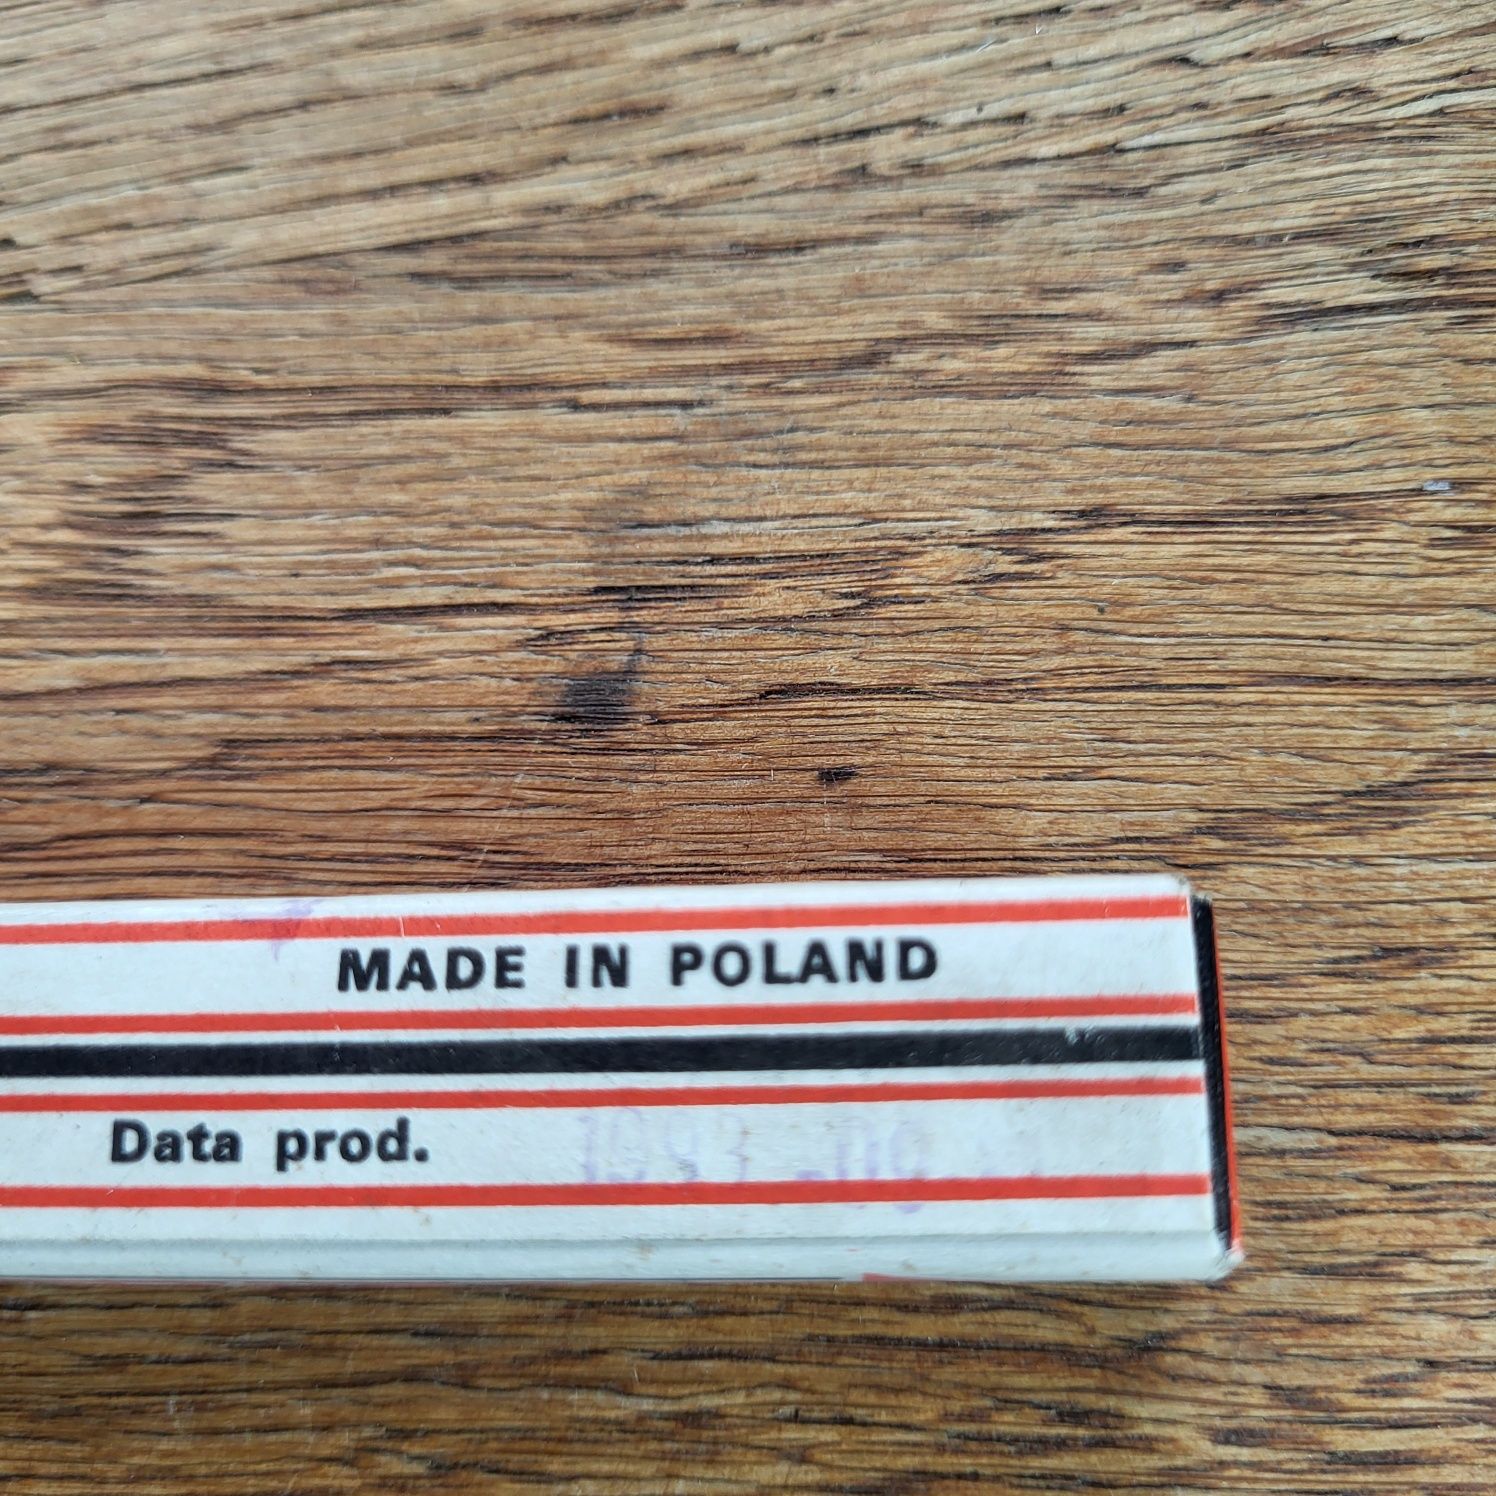 MADE IN POLAND
Data prod.